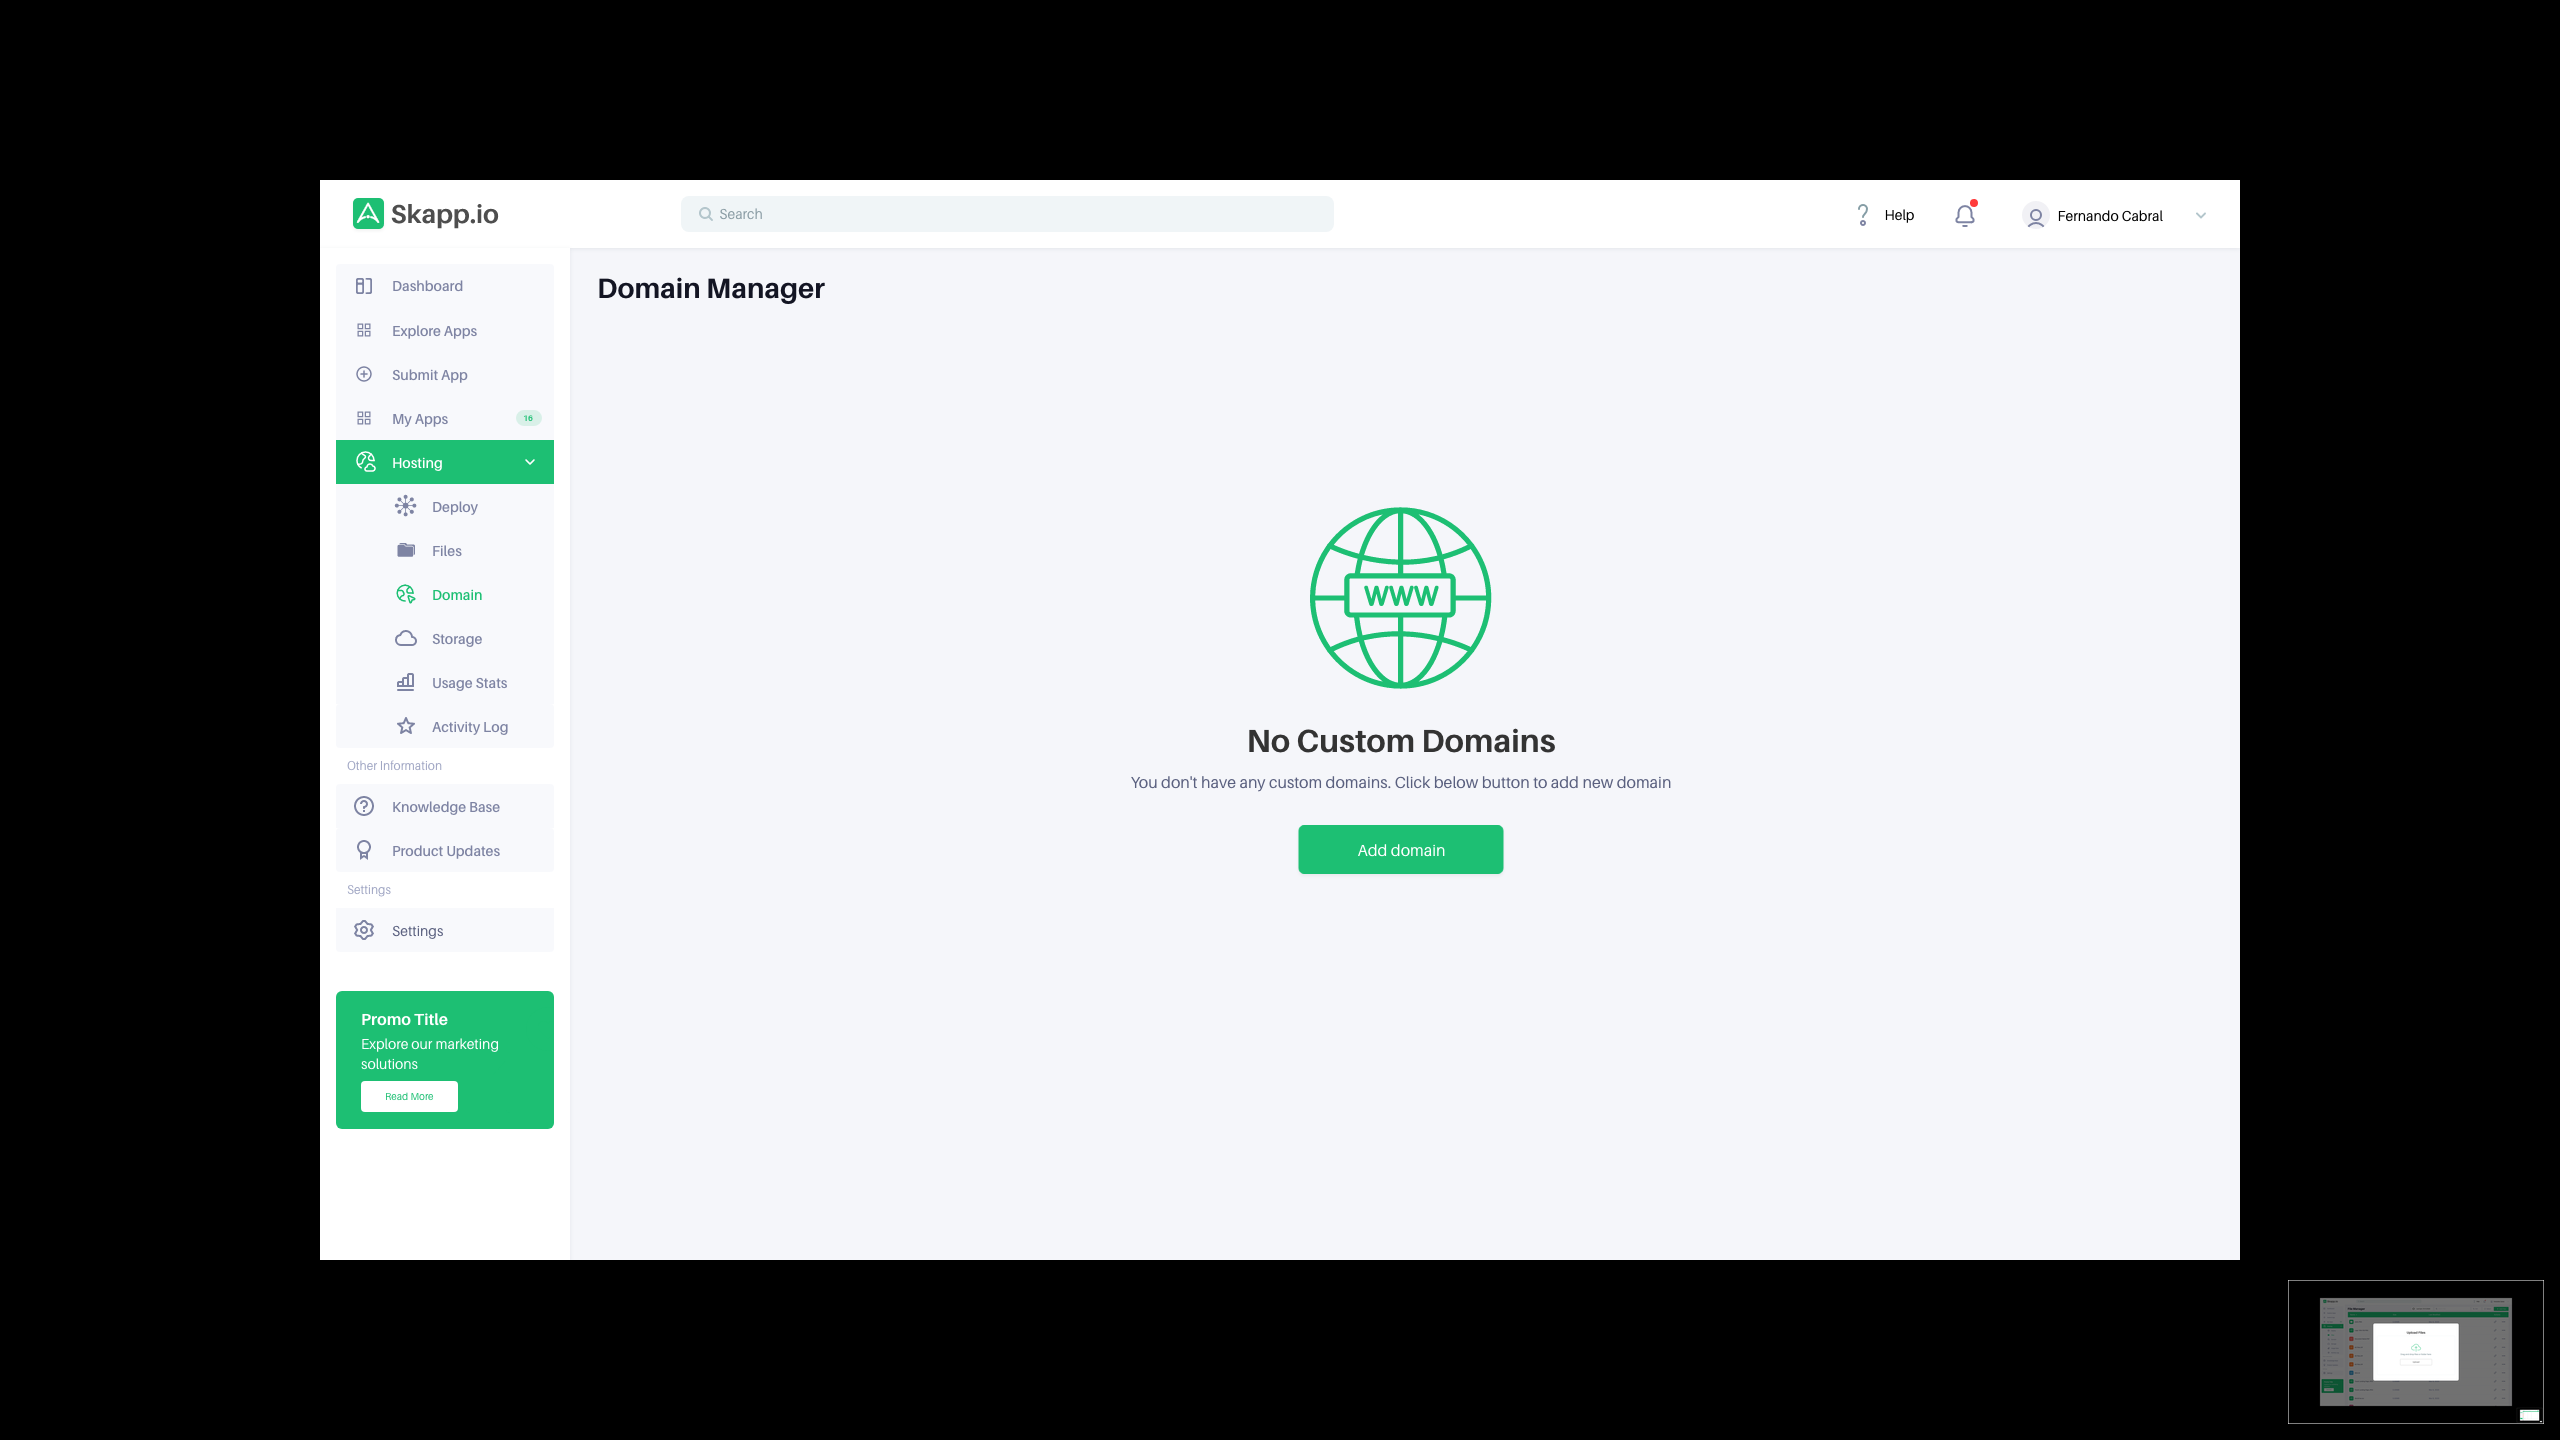 Skapp.io
Search
Help
Fernando Cabral
Dashboard
Explore Apps
Submit App
My Apps 16
Hosting
Deploy
Files
Domain
Storage
Usage Stats
Activity Log
Other Information
Knowledge Base
Product Updates
Settings
Settings
Promo Title
Explore our marketing
solutions
Read More
Domain Manager
WWW
No Custom Domains
You don't have any custom domains. Click below button to add new domain
Add domain